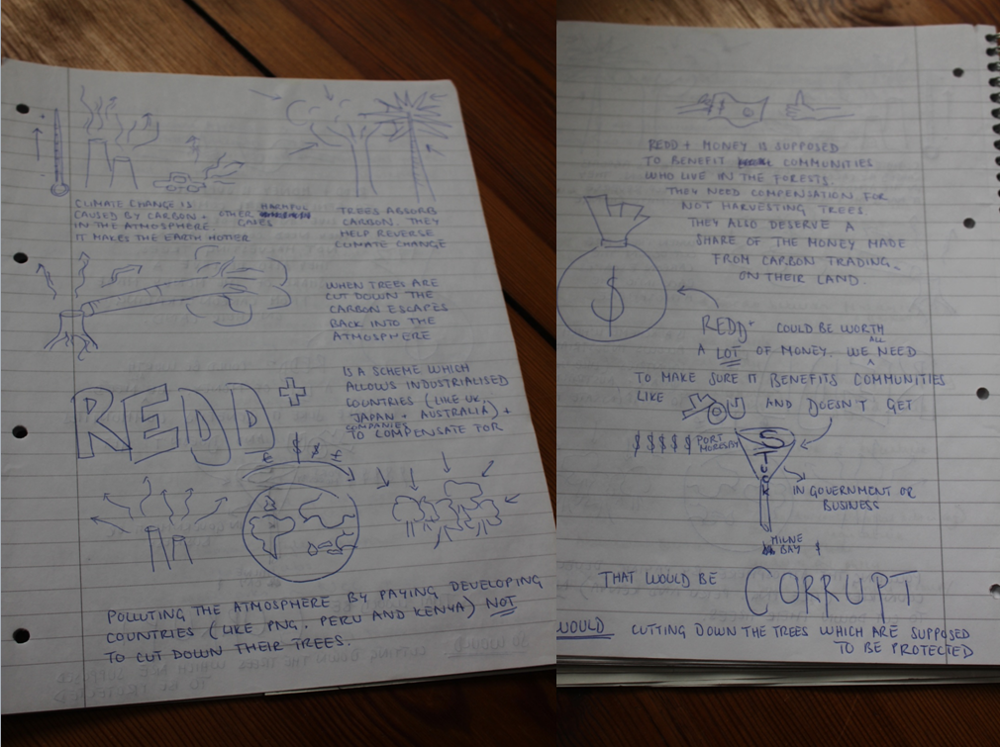 CLIMATE CHANGE IS
CAUSED BY CARBON + OTHER HARMFUL
IN THE ATMOSPHERE.
IT MAKES THE EARTH HOTTER
TREES ABSORB
CARBON. THEY
HELP REVERSE
CLIMATE CHANGE
WHEN TREES ARE
CUT DOWN THE
CARBON ESCAPES
BACK INTO THE
ATMOSPHERE
REDD+
IS A SCHEME WHICH
ALLOWS INDUSTRIALISED
COUNTRIES (LIKE UK,
JAPAN + AUSTRALIA) +
COMPANIES
TO COMPENSATE FOR
€ $ $ £
POLLUTING THE ATMOSPHERE BY PAYING DEVELOPING
COUNTRIES (LIKE PNG, PERU AND KENYA) NOT
TO CUT DOWN THEIR TREES.
$ $
REDD + MONEY IS SUPPOSED
TO BENEFIT COMMUNITIES
WHO LIVE IN THE FORESTS.
THEY NEED COMPENSATION FOR
NOT HARVESTING TREES
THEY ALSO DESERVE A
SHARE OF THE MONEY MADE
FROM CARBON TRADING
ON THEIR LAND.
$
REDD+ COULD BE WORTH
A LOT OF MONEY. WE ALL NEED
TO MAKE SURE IT BENEFITS COMMUNITIES
LIKE AND DOESN'T GET
$ $ $ $ $ PORT
MORESBY
STUCK
IN GOVERNMENT OR
BUSINESS
MILNE
BAY $
THAT WOULD BE CORRUPT
WOULD CUTTING DOWN THE TREES WHICH ARE SUPPOSED
TO BE PROTECTED